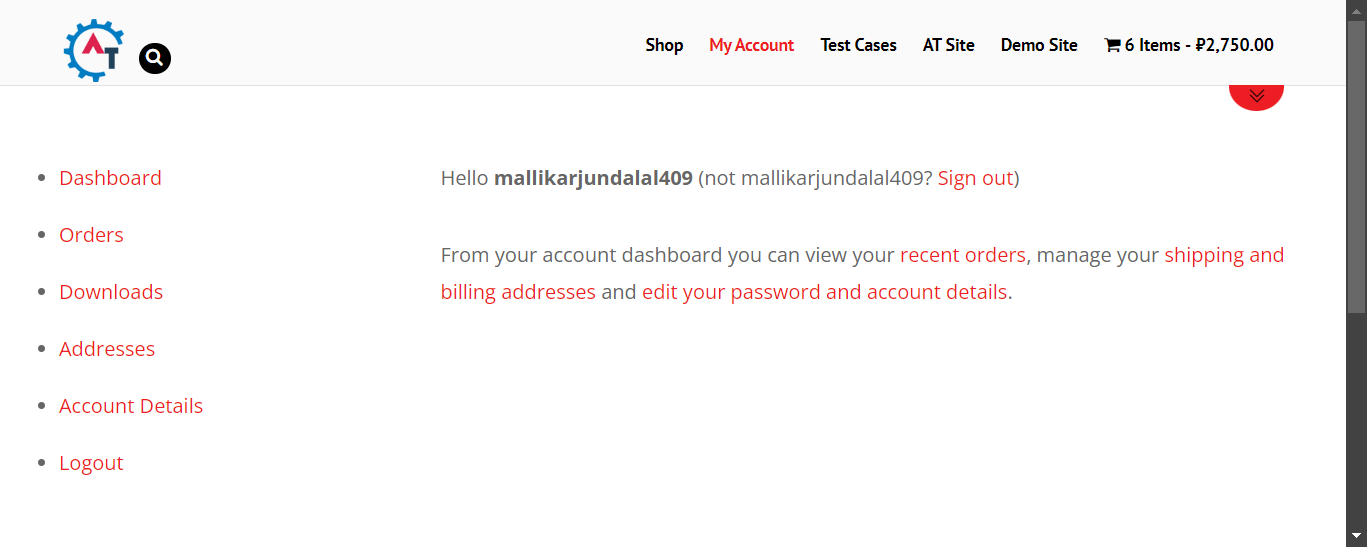 AT
Shop My Account Test Cases AT Site Demo Site 6 Items - ₽2,750.00
Dashboard
Orders
Downloads
Addresses
Account Details
Logout
Hello mallikarjundalal409 (not mallikarjundalal409? Sign out)
From your account dashboard you can view your recent orders, manage your shipping and
billing addresses and edit your password and account details.